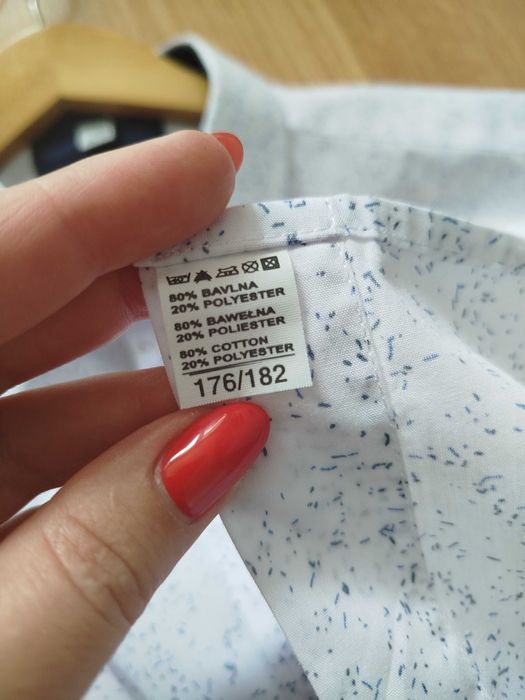 80% BAVLNA
20% POLYESTER
80% BAWEŁNA
20% POLIESTER
80% COTTON
20% POLYESTER
176/182